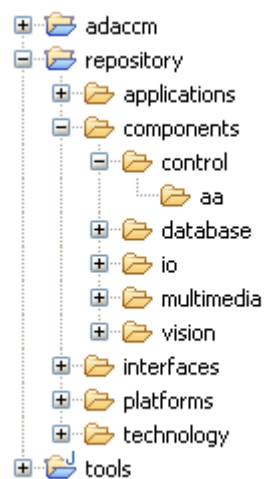 adaccm
repository
applications
components
control
aa
database
io
multimedia
vision
interfaces
platforms
technology
J
tools